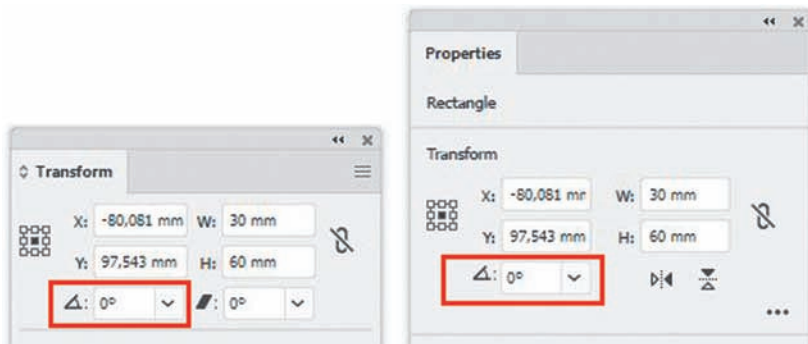 Transform
X: -80,081 mm W: 30 mm
Y: 97,543 mm H: 60 mm
: 0° : 0°
Properties
Rectangle
Transform
X: -80,081 mm W: 30 mm
Y: 97,543 mm H: 60 mm
: 0°